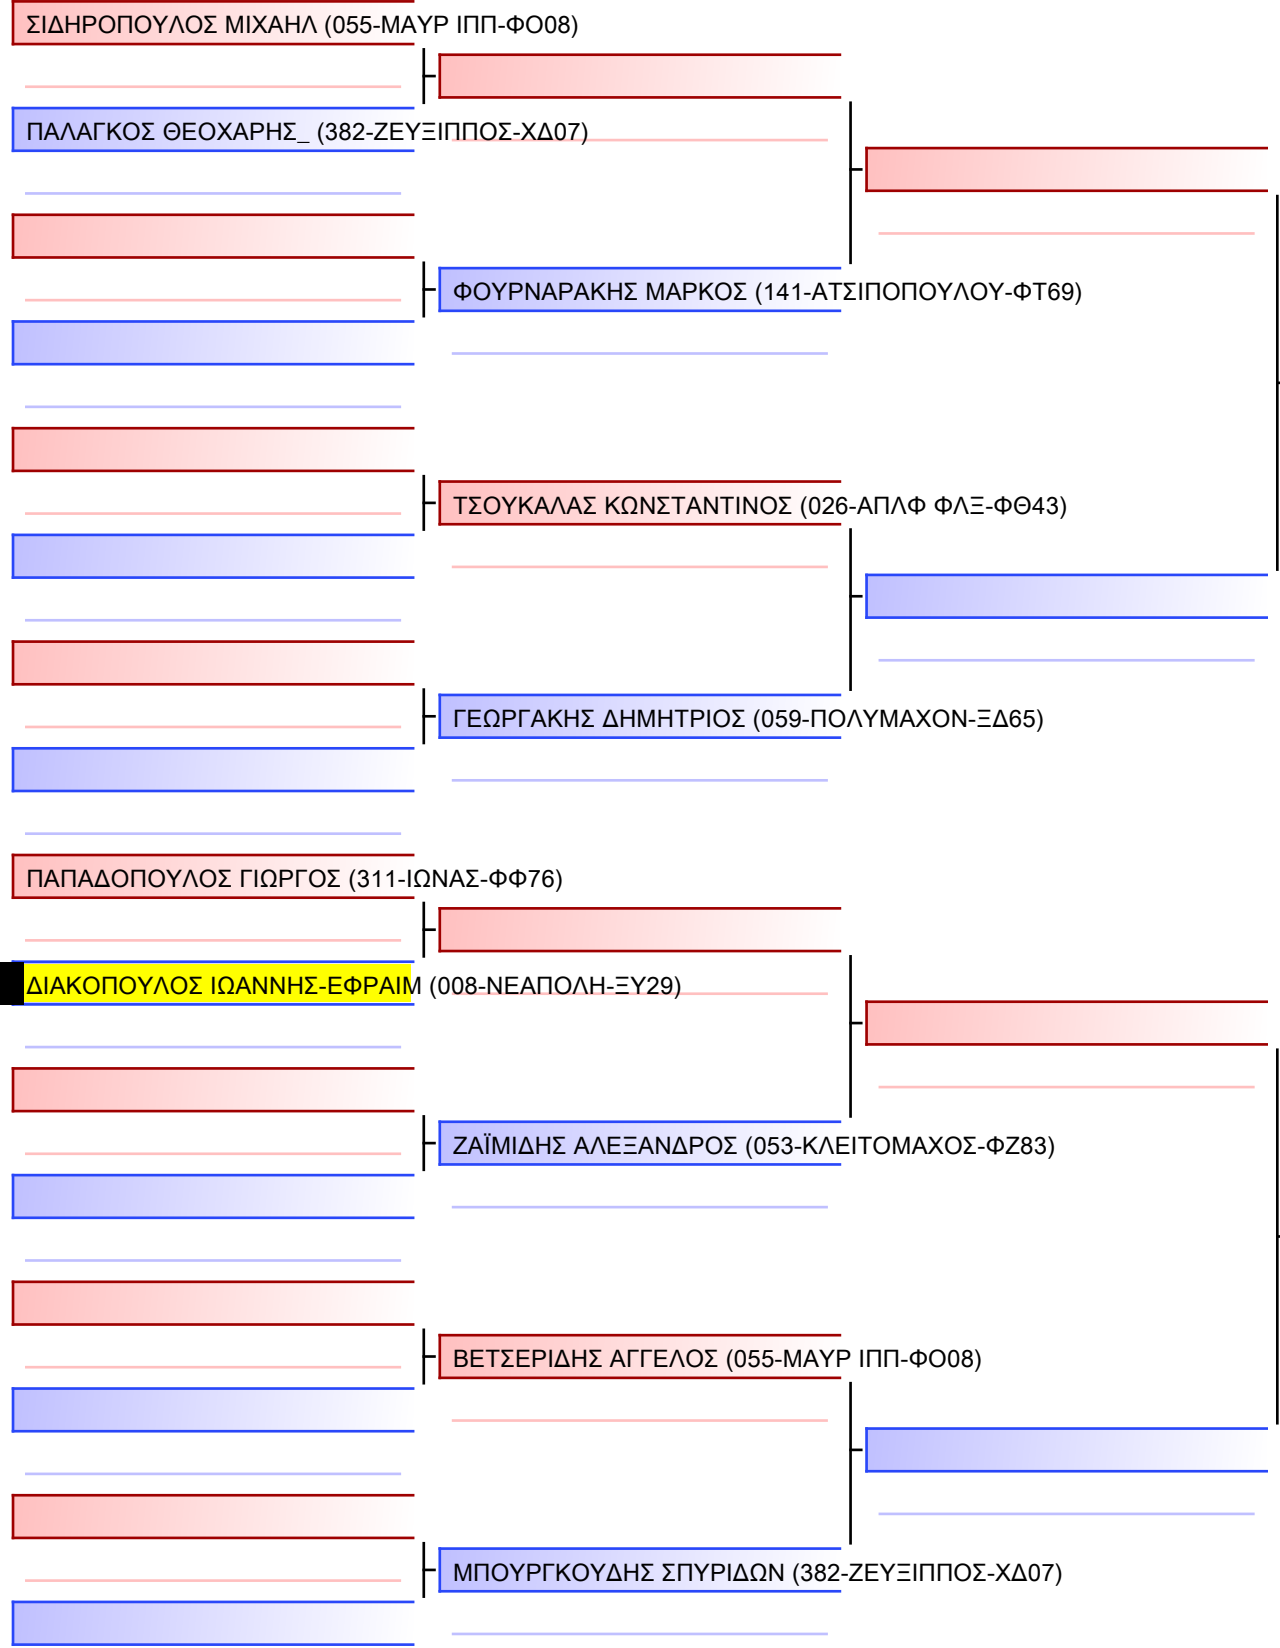 ΣΙΔΗΡΟΠΟΥΛΟΣ ΜΙΧΑΗΛ (055-ΜΑΥΡ ΙΠΠ-ΦΟ08)
ΠΑΛΑΓΚΟΣ ΘΕΟΧΑΡΗΣ_ (382-ΖΕΥΞΙΠΠΟΣ-ΧΔ07)
ΦΟΥΡΝΑΡΑΚΗΣ ΜΑΡΚΟΣ (141-ΑΤΣΙΠΟΠΟΥΛΟΥ-ΦΤ69)
ΤΣΟΥΚΑΛΑΣ ΚΩΝΣΤΑΝΤΙΝΟΣ (026-ΑΠΛΦ ΦΛΞ-ΦΘ43)
ΓΕΩΡΓΑΚΗΣ ΔΗΜΗΤΡΙΟΣ (059-ΠΟΛΥΜΑΧΟΝ-ΞΔ65)
ΠΑΠΑΔΟΠΟΥΛΟΣ ΓΙΩΡΓΟΣ (311-ΙΩΝΑΣ-ΦΦ76)
ΔΙΑΚΟΠΟΥΛΟΣ ΙΩΑΝΝΗΣ-ΕΦΡΑΙΜ (008-ΝΕΑΠΟΛΗ-ΞΥ29)
ΖΑΪΜΙΔΗΣ ΑΛΕΞΑΝΔΡΟΣ (053-ΚΛΕΙΤΟΜΑΧΟΣ-ΦΖ83)
ΒΕΤΣΕΡΙΔΗΣ ΑΓΓΕΛΟΣ (055-ΜΑΥΡ ΙΠΠ-ΦΟ08)
ΜΠΟΥΡΓΚΟΥΔΗΣ ΣΠΥΡΙΔΩΝ (382-ΖΕΥΞΙΠΠΟΣ-ΧΔ07)